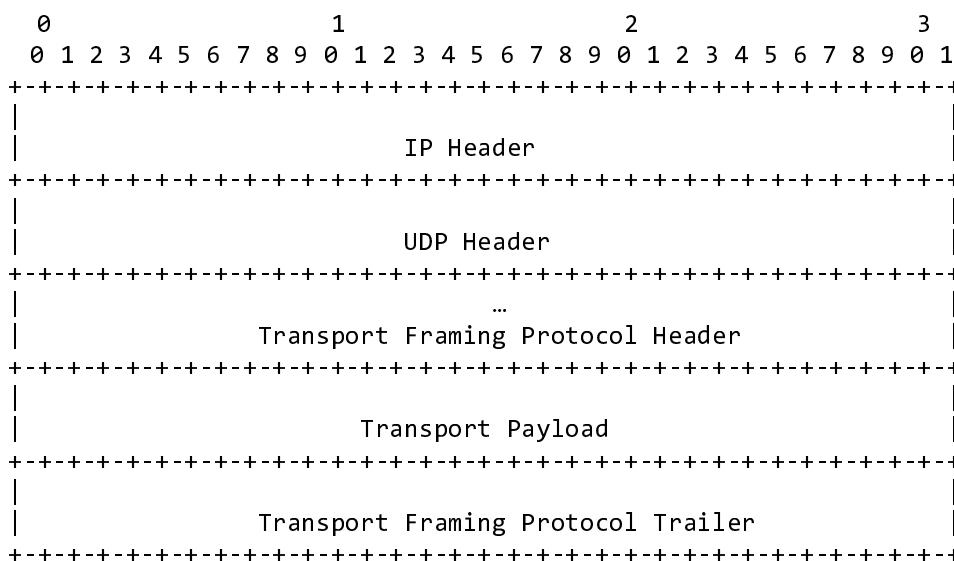 0                   1                   2                   3
0 1 2 3 4 5 6 7 8 9 0 1 2 3 4 5 6 7 8 9 0 1 2 3 4 5 6 7 8 9 0 1
+-+-+-+-+-+-+-+-+-+-+-+-+-+-+-+-+-+-+-+-+-+-+-+-+-+-+-+-+-+-+-+-+
|                                                               |
|                          IP Header                            |
+-+-+-+-+-+-+-+-+-+-+-+-+-+-+-+-+-+-+-+-+-+-+-+-+-+-+-+-+-+-+-+-+
|                                                               |
|                          UDP Header                           |
+-+-+-+-+-+-+-+-+-+-+-+-+-+-+-+-+-+-+-+-+-+-+-+-+-+-+-+-+-+-+-+-+
|                                …                              |
|                Transport Framing Protocol Header              |
+-+-+-+-+-+-+-+-+-+-+-+-+-+-+-+-+-+-+-+-+-+-+-+-+-+-+-+-+-+-+-+-+
|                                                               |
|                       Transport Payload                       |
+-+-+-+-+-+-+-+-+-+-+-+-+-+-+-+-+-+-+-+-+-+-+-+-+-+-+-+-+-+-+-+-+
|                                                               |
|                Transport Framing Protocol Trailer             |
+-+-+-+-+-+-+-+-+-+-+-+-+-+-+-+-+-+-+-+-+-+-+-+-+-+-+-+-+-+-+-+-+